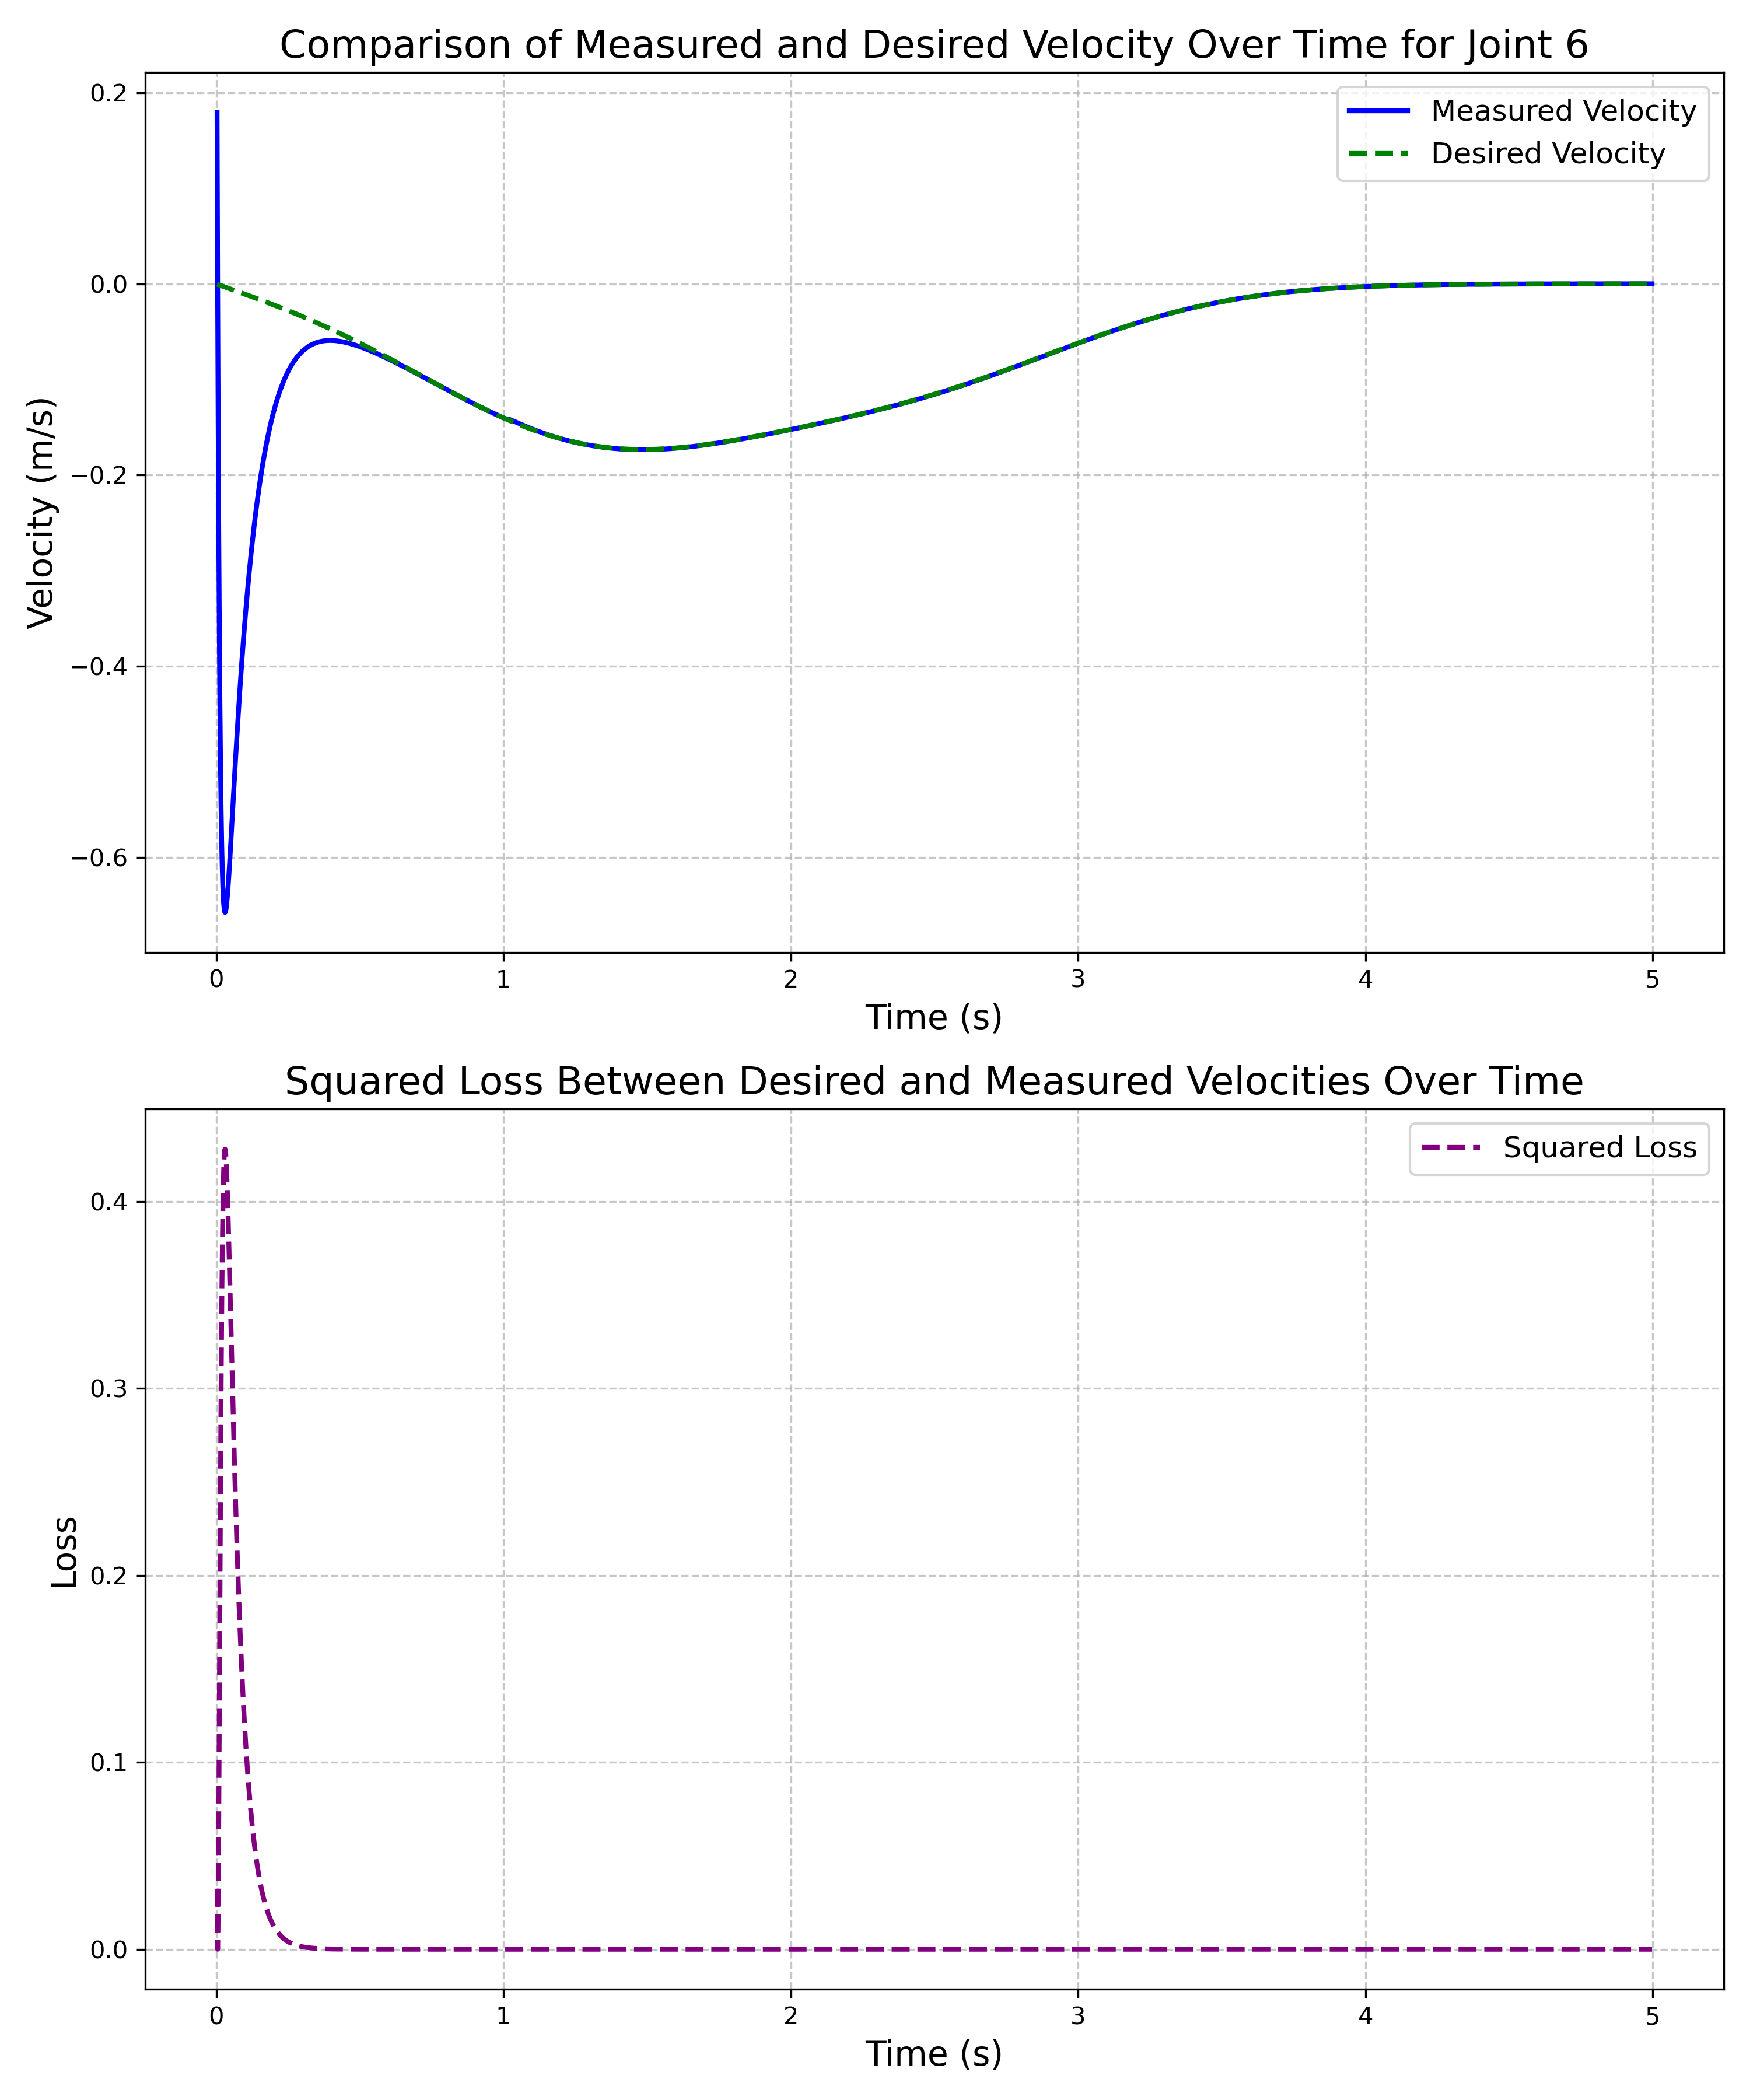 Comparison of Measured and Desired Velocity Over Time for Joint 6
Measured Velocity
Desired Velocity
Velocity (m/s)
0.2
0.0
−0.2
−0.4
−0.6
0 1 2 3 4 5
Time (s)
Squared Loss Between Desired and Measured Velocities Over Time
Squared Loss
Loss
0.4
0.3
0.2
0.1
0.0
0 1 2 3 4 5
Time (s)